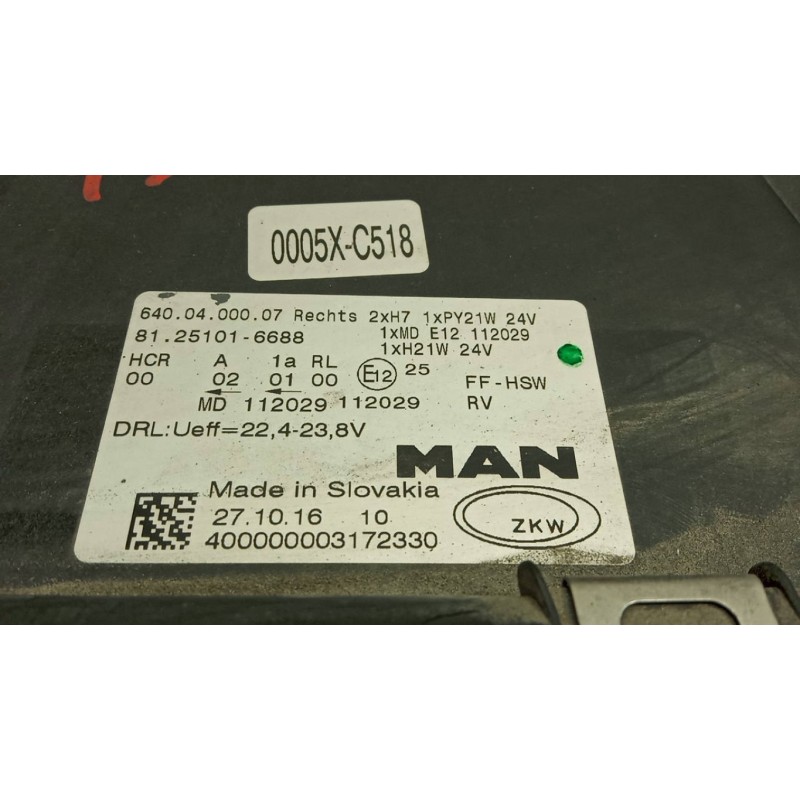 0005X-C518
640.04.000.07 Rechts 2xH7 1xPY21W 24V
81.25101-6688 1xMD E12 112029
1xH21W 24V
HCR A 1a RL E12 25
00 02 01 00 FF-HSW
MD 112029 112029 RV
DRL:Ueff=22,4-23,8V
MAN
Made in Slovakia
27.10.16 10 ZKW
400000003172330